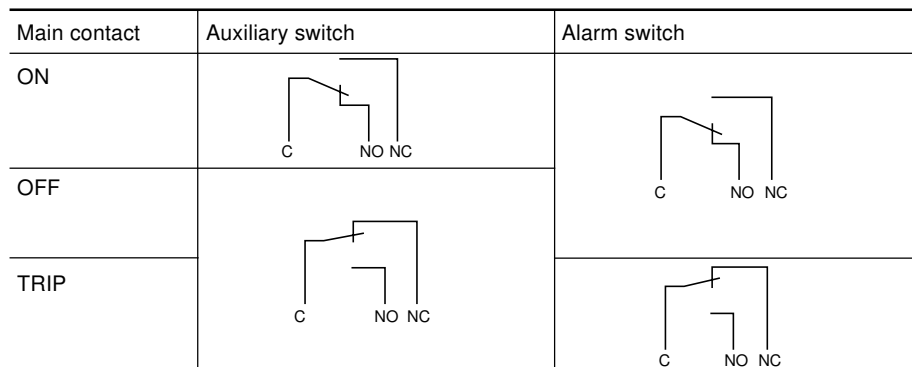 Main contact Auxiliary switch Alarm switch
ON
C NO NC
OFF
C NO NC
C NO NC
TRIP
C NO NC